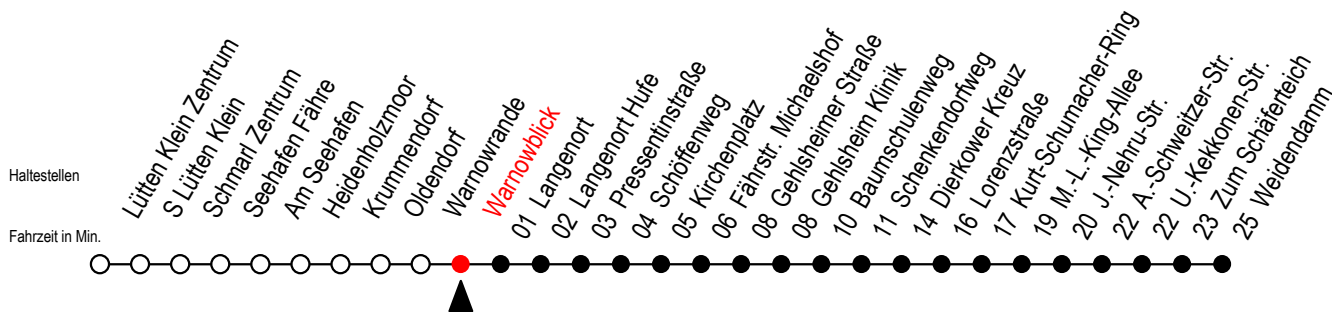 Haltestellen
Fahrzeit in Min.
Lütten Klein Zentrum
S Lütten Klein
Schmarl Zentrum
Seehafen Fähre
Am Seehafen
Heidenholzmoor
Krummendorf
Oldendorf
Warnowrande
Warnowblick
01 Langenort
02 Langenort Hufe
03 Pressentinstraße
04 Schöffenweg
05 Kirchenplatz
06 Fährstr. Michaelshof
08 Gehlsheimer Straße
08 Gehlsheim Klinik
10 Baumschulenweg
11 Schenkendorfweg
14 Dierkower Kreuz
16 Lorenzstraße
17 Kurt-Schumacher-Ring
19 M.-L.-King-Allee
20 J.-Nehru-Str.
22 A.-Schweitzer-Str.
22 U.-Kekkonen-Str.
23 Zum Schäferteich
25 Weidendamm